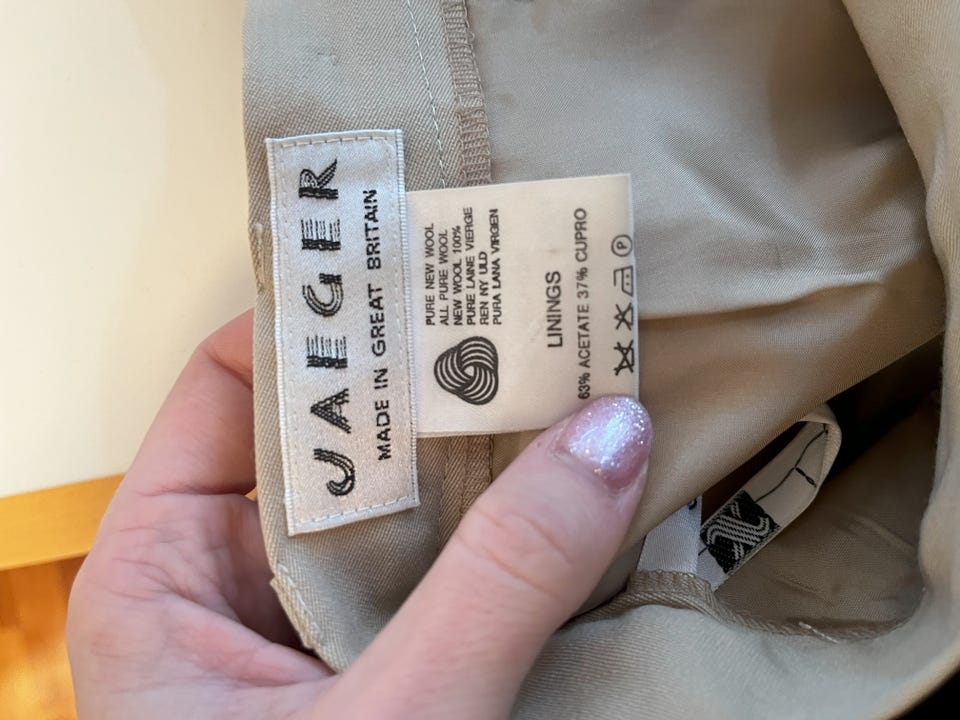 JAEGER
MADE IN GREAT BRITAIN
PURE NEW WOOL
ALL PURE WOOL
NEW WOOL 100%
PURE LAINE VIERGE
REN NY ULD
PURA LANA VIRGEN
LININGS
63% ACETATE 37% CUPRO
P